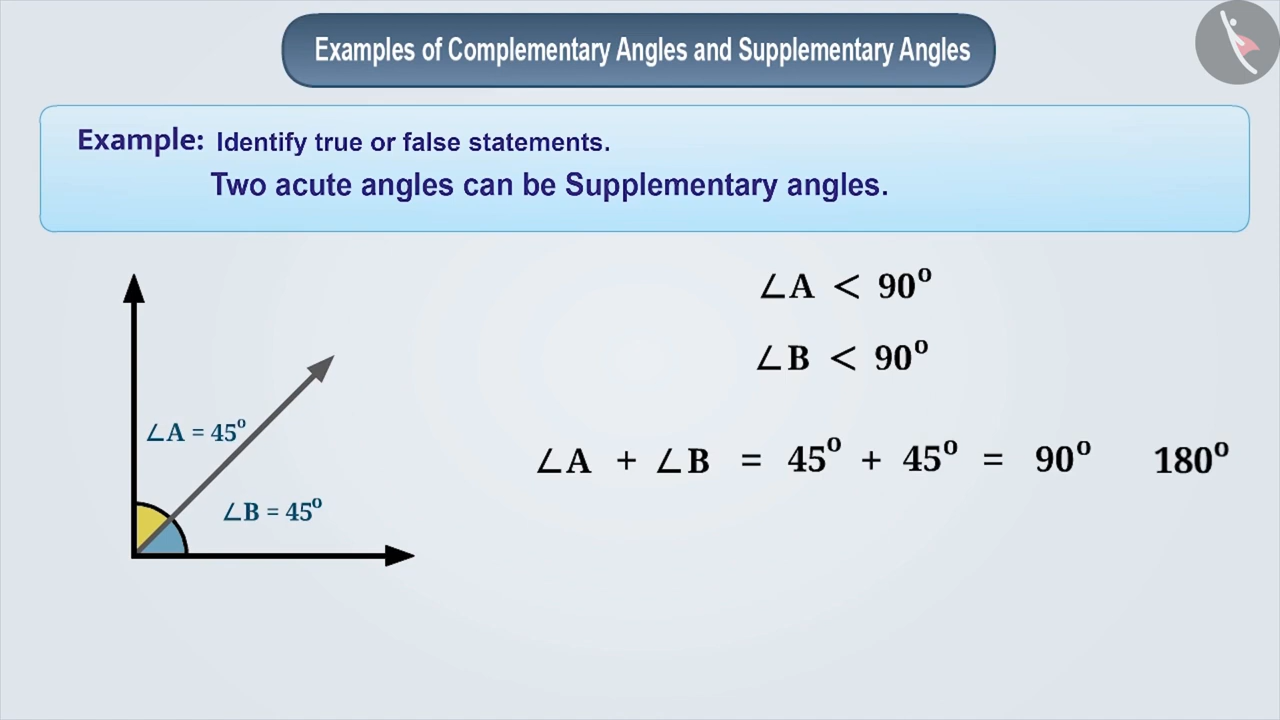 Examples of Complementary Angles and Supplementary Angles
Example: Identify true or false statements.
Two acute angles can be Supplementary angles.
∠A < 90°
∠B < 90°
∠A = 45°
∠B = 45°
∠A + ∠B = 45° + 45° = 90° 180°